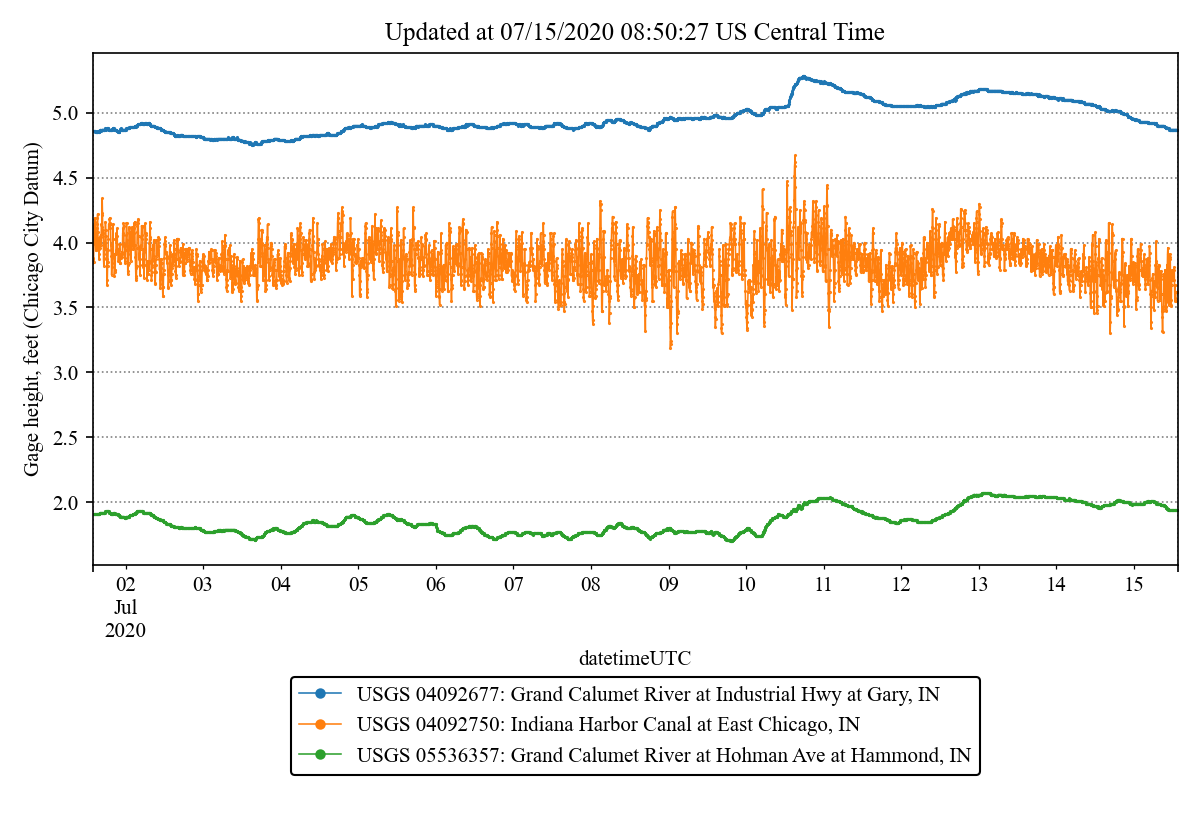 Updated at 07/15/2020 08:50:27 US Central Time
Gage height, feet (Chicago City Datum)
5.0
4.5
4.0
3.5
3.0
2.5
2.0
02 03 04 05 06 07 08 09 10 11 12 13 14 15
Jul
2020
datetimeUTC
USGS 04092677: Grand Calumet River at Industrial Hwy at Gary, IN
USGS 04092750: Indiana Harbor Canal at East Chicago, IN
USGS 05536357: Grand Calumet River at Hohman Ave at Hammond, IN